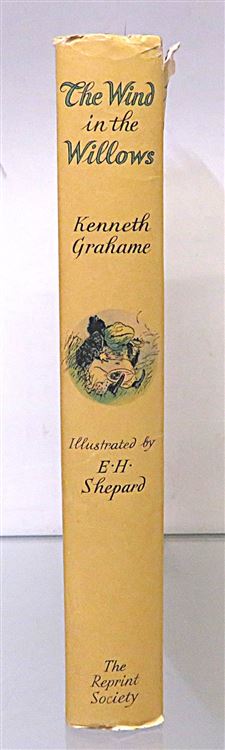 The Wind
in the
Willows
Kenneth
Grahame
Illustrated by
E·H·
Shepard
The
Reprint
Society